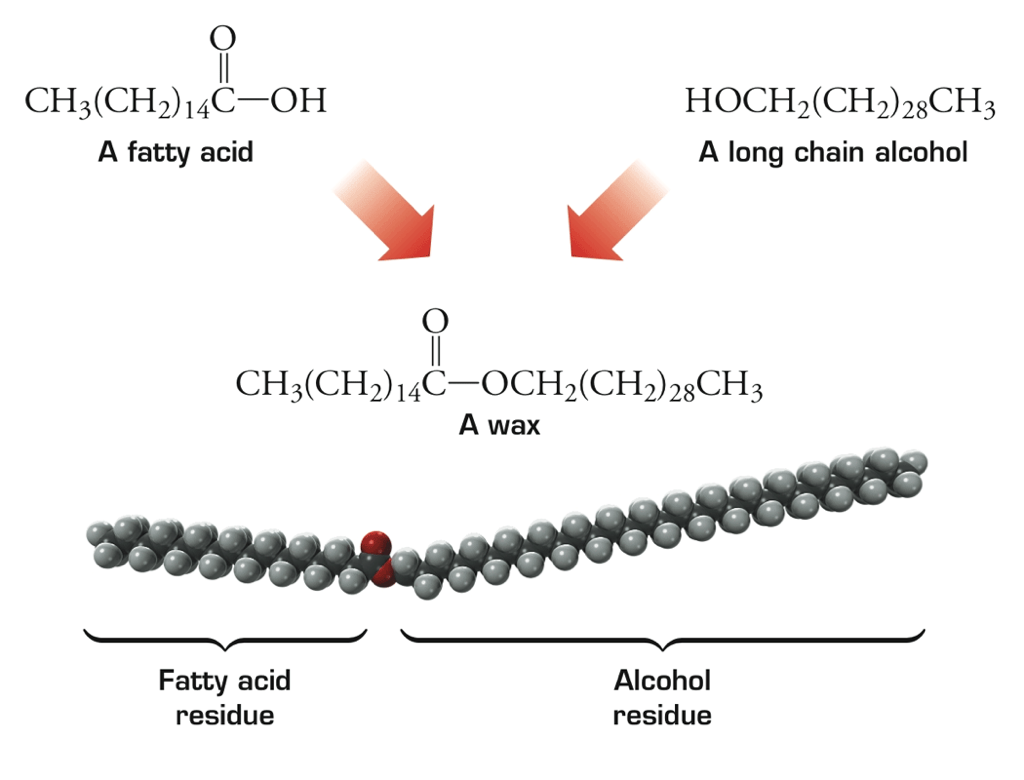 O
CH₃(CH₂)₁₄C—OH
A fatty acid
HOCH₂(CH₂)₂₈CH₃
A long chain alcohol
O
CH₃(CH₂)₁₄C—OCH₂(CH₂)₂₈CH₃
A wax
Fatty acid
residue
Alcohol
residue